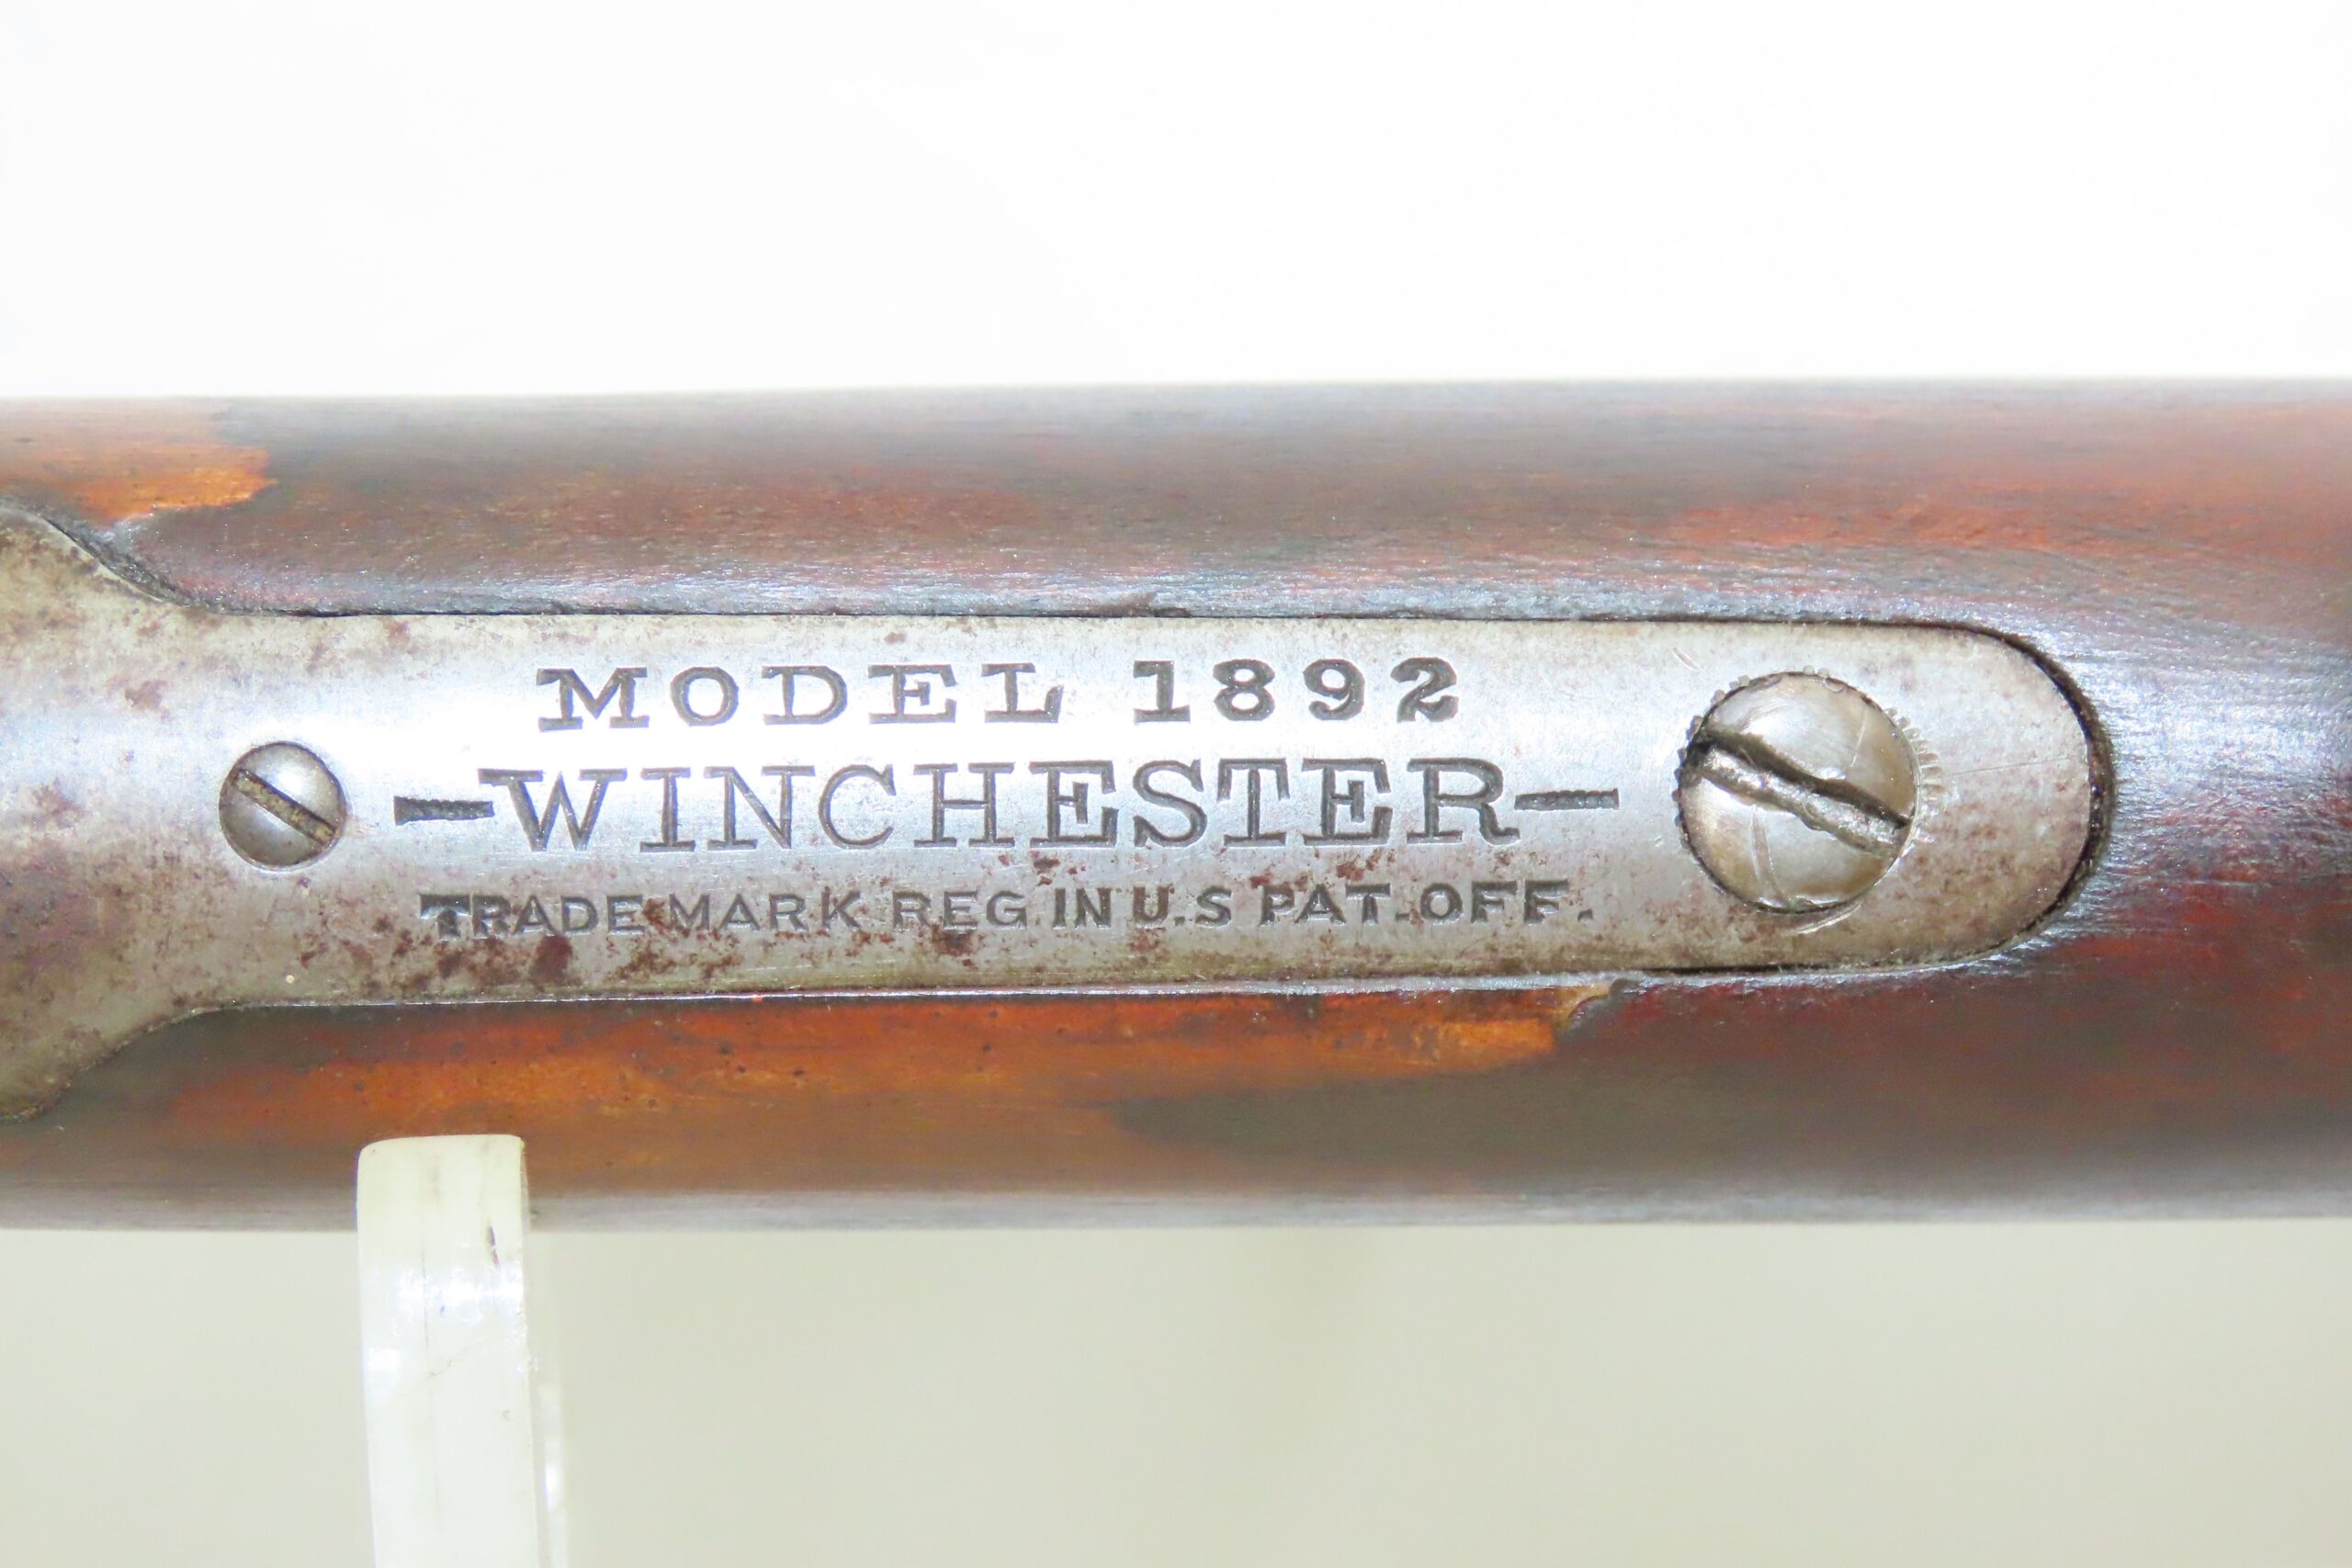 MODEL 1892
—WINCHESTER—
TRADE MARK REG. IN U.S. PAT. OFF.